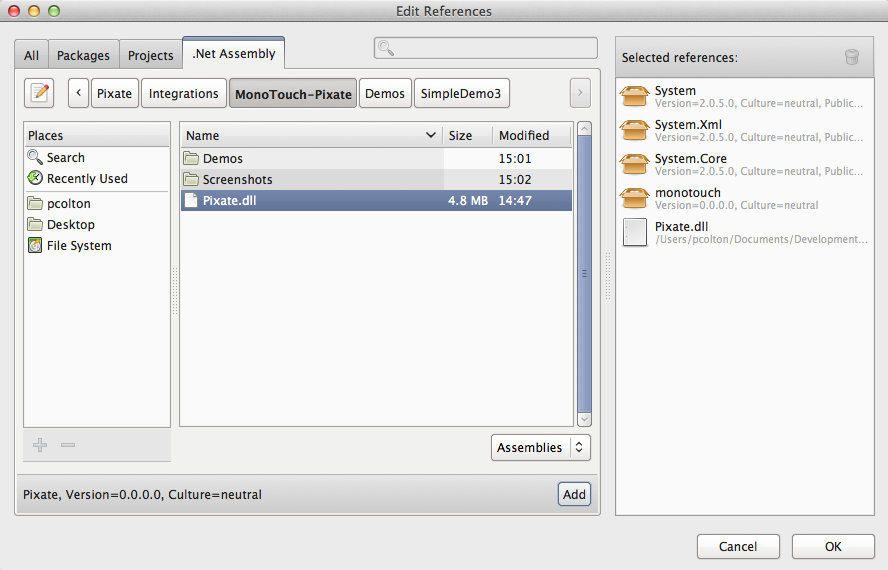 Edit References
All
Packages
Projects
.Net Assembly
Pixate
Integrations
MonoTouch-Pixate
Demos
SimpleDemo3
Places
Search
Recently Used
pcolton
Desktop
File System
Name
Size
Modified
Demos
15:01
Screenshots
15:02
Pixate.dll
4.8 MB
14:47
Assemblies
Pixate, Version=0.0.0.0, Culture=neutral
Add
Selected references:
System
Version=2.0.5.0, Culture=neutral, Public...
System.Xml
Version=2.0.5.0, Culture=neutral, Public...
System.Core
Version=2.0.5.0, Culture=neutral, Public...
monotouch
Version=0.0.0.0, Culture=neutral
Pixate.dll
/Users/pcolton/Documents/Development...
Cancel
OK